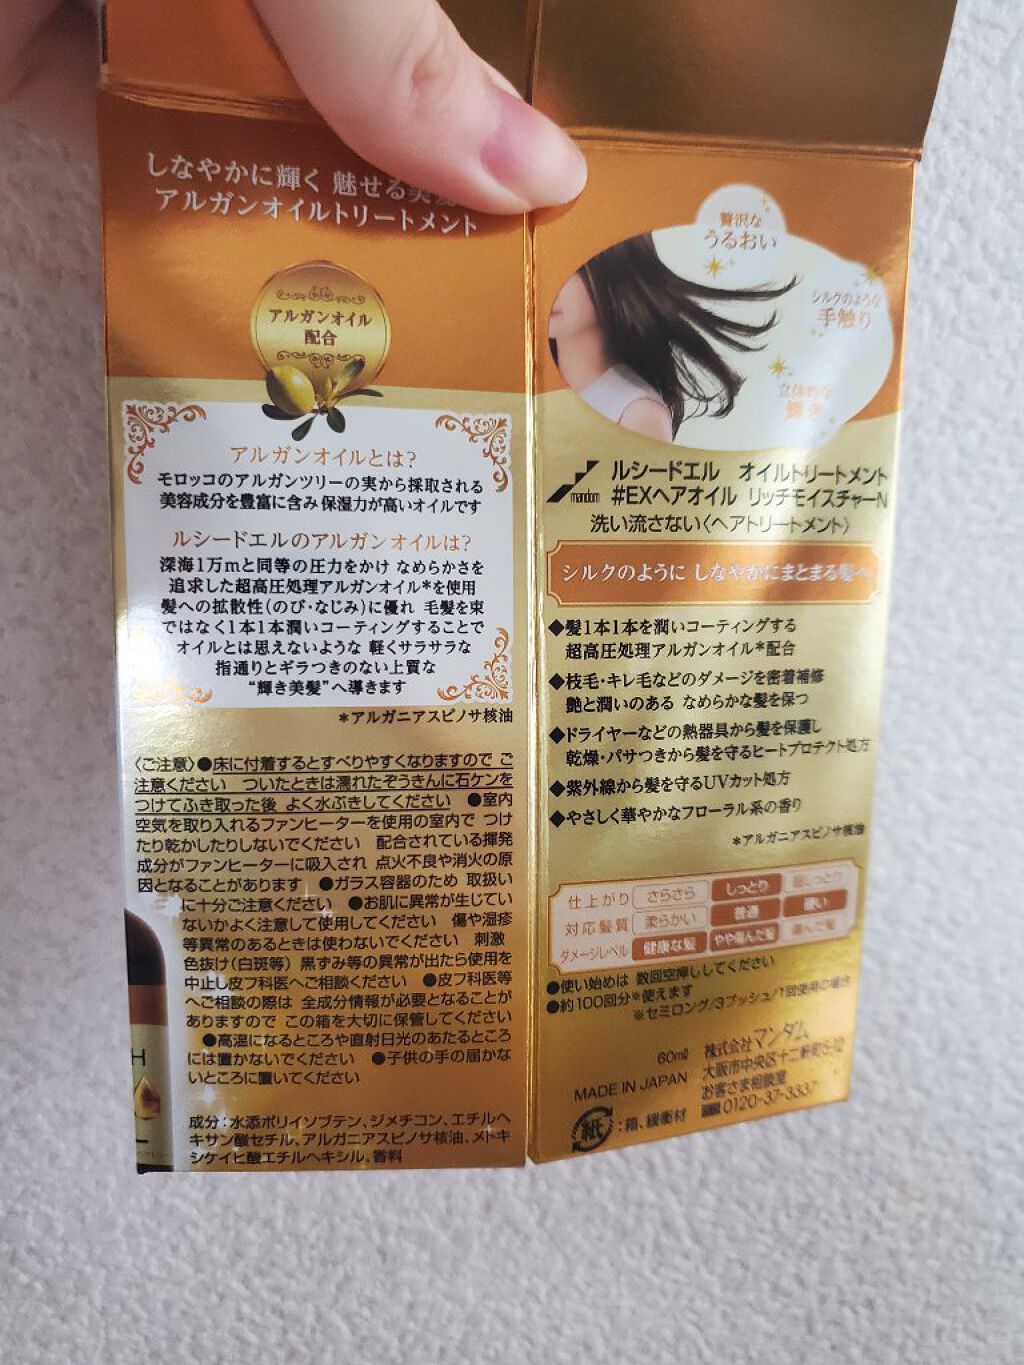 しなやかに輝く 魅せる美
アルガンオイルトリートメント
アルガンオイル
配合
アルガンオイルとは?
モロッコのアルガンツリーの実から採取される
美容成分を豊富に含み 保湿力が高いオイルです
ルシードエルのアルガンオイルは?
深海1万mと同等の圧力をかけ なめらかさを
追求した超高圧処理アルガンオイル*を使用
髪への拡散性(のび・なじみ)に優れ 毛髪を束
ではなく1本1本潤いコーティングすることで
オイルとは思えないような 軽くサラサラな
指通りとギラつきのない上質な
“輝き美髪”へ導きます
*アルガニアスピノサ核油
〈ご注意〉●床に付着するとすべりやすくなりますので ご
注意ください ついたときは濡れたぞうきんに石ケンを
つけてふき取った後 よく水ぶきしてください ●室内
空気を取り入れるファンヒーターを使用の室内で つけ
たり乾かしたりしないでください 配合されている揮発
成分がファンヒーターに吸入され 点火不良や消火の原
因となることがあります ●ガラス容器のため 取扱い
に十分ご注意ください ●お肌に異常が生じてい
ないかよく注意して使用してください 傷や湿疹
等異常のあるときは使わないでください 刺激
色抜け(白斑等) 黒ずみ等の異常が出たら使用を
中止し皮フ科医へご相談ください ●皮フ科医等
へご相談の際は 全成分情報が必要となることが
ありますので この箱を大切に保管してください
●高温になるところや直射日光のあたるところ
には置かないでください ●子供の手の届かな
いところに置いてください
成分:水添ポリイソブテン、ジメチコン、エチルヘ
キサン酸セチル、アルガニアスピノサ核油、メトキ
シケイヒ酸エチルヘキシル、香料
H
贅沢な
うるおい
シルクのような
手触り
立体的な
輝き
mandom
ルシードエル オイルトリートメント
#EXヘアオイル リッチモイスチャーN
洗い流さない〈ヘアトリートメント〉
シルクのように しなやかにまとまる髪へ
◆髪1本1本を潤いコーティングする
超高圧処理アルガンオイル*配合
◆枝毛・キレ毛などのダメージを密着補修
艶と潤いのある なめらかな髪を保つ
◆ドライヤーなどの熱器具から髪を保護し
乾燥・パサつきから髪を守るヒートプロテクト処方
◆紫外線から髪を守るUVカット処方
◆やさしく華やかなフローラル系の香り
*アルガニアスピノサ核油
仕上がり さらさら しっとり 超しっとり
対応髪質 柔らかい 普通 硬い
ダメージレベル 健康な髪 やや傷んだ髪 傷んだ髪
●使い始めは 数回空押ししてください
●約100回分※使えます
※セミロング/3プッシュ/1回使用の場合
60ml 株式会社マンダム
MADE IN JAPAN 大阪市中央区十二軒町5-12
お客さま相談室
0120-37-3337
紙 :箱、緩衝材